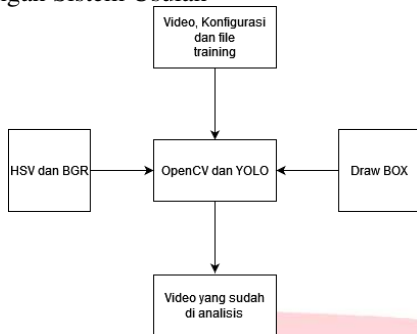 ngan Sistem Usulan
Video, Konfigurasi
dan file
training
HSV dan BGR
OpenCV dan YOLO
Draw BOX
Video yang sudah
di analisis